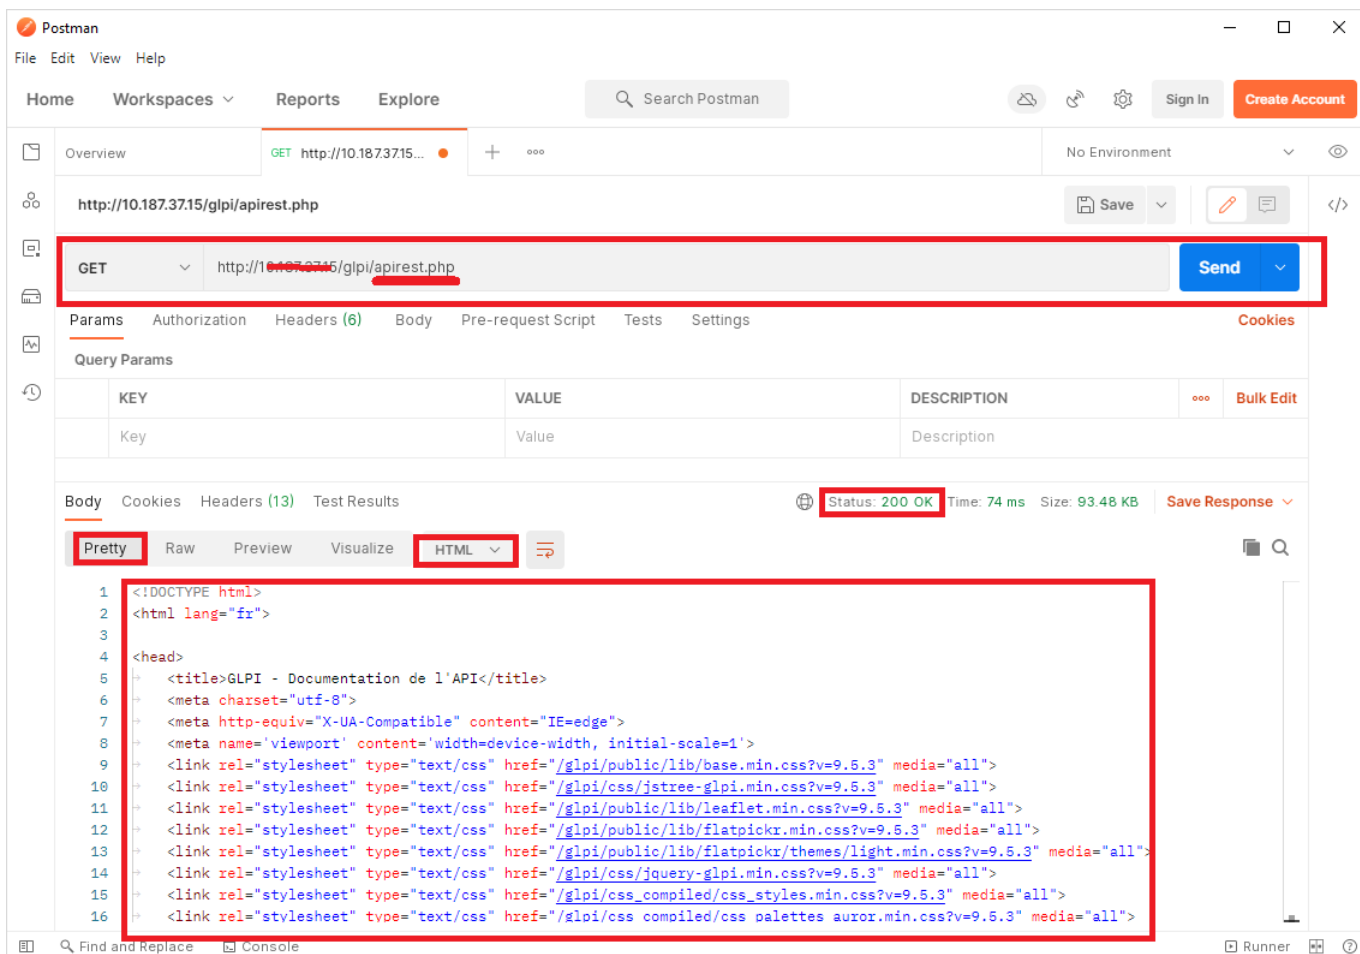 Postman
File Edit View Help
Home Workspaces Reports Explore Search Postman Sign In Create Account
Overview GET http://10.187.37.15... No Environment
http://10.187.37.15/glpi/apirest.php Save </>
GET http://10.187.37.15/glpi/apirest.php Send
Params Authorization Headers (6) Body Pre-request Script Tests Settings Cookies
Query Params
KEY VALUE DESCRIPTION Bulk Edit
Key Value Description
Body Cookies Headers (13) Test Results Status: 200 OK Time: 74 ms Size: 93.48 KB Save Response
Pretty Raw Preview Visualize HTML
1 <!DOCTYPE html>
2 <html lang="fr">
3
4 <head>
5 <title>GLPI - Documentation de l'API</title>
6 <meta charset="utf-8">
7 <meta http-equiv="X-UA-Compatible" content="IE=edge">
8 <meta name='viewport' content='width=device-width, initial-scale=1'>
9 <link rel="stylesheet" type="text/css" href="/glpi/public/lib/base.min.css?v=9.5.3" media="all">
10 <link rel="stylesheet" type="text/css" href="/glpi/css/jstree-glpi.min.css?v=9.5.3" media="all">
11 <link rel="stylesheet" type="text/css" href="/glpi/public/lib/leaflet.min.css?v=9.5.3" media="all">
12 <link rel="stylesheet" type="text/css" href="/glpi/public/lib/flatpickr.min.css?v=9.5.3" media="all">
13 <link rel="stylesheet" type="text/css" href="/glpi/public/lib/flatpickr/themes/light.min.css?v=9.5.3" media="all">
14 <link rel="stylesheet" type="text/css" href="/glpi/css/jquery-glpi.min.css?v=9.5.3" media="all">
15 <link rel="stylesheet" type="text/css" href="/glpi/css_compiled/css_styles.min.css?v=9.5.3" media="all">
16 <link rel="stylesheet" type="text/css" href="/glpi/css_compiled/css_palettes_auror.min.css?v=9.5.3" media="all">
Find and Replace Console Runner